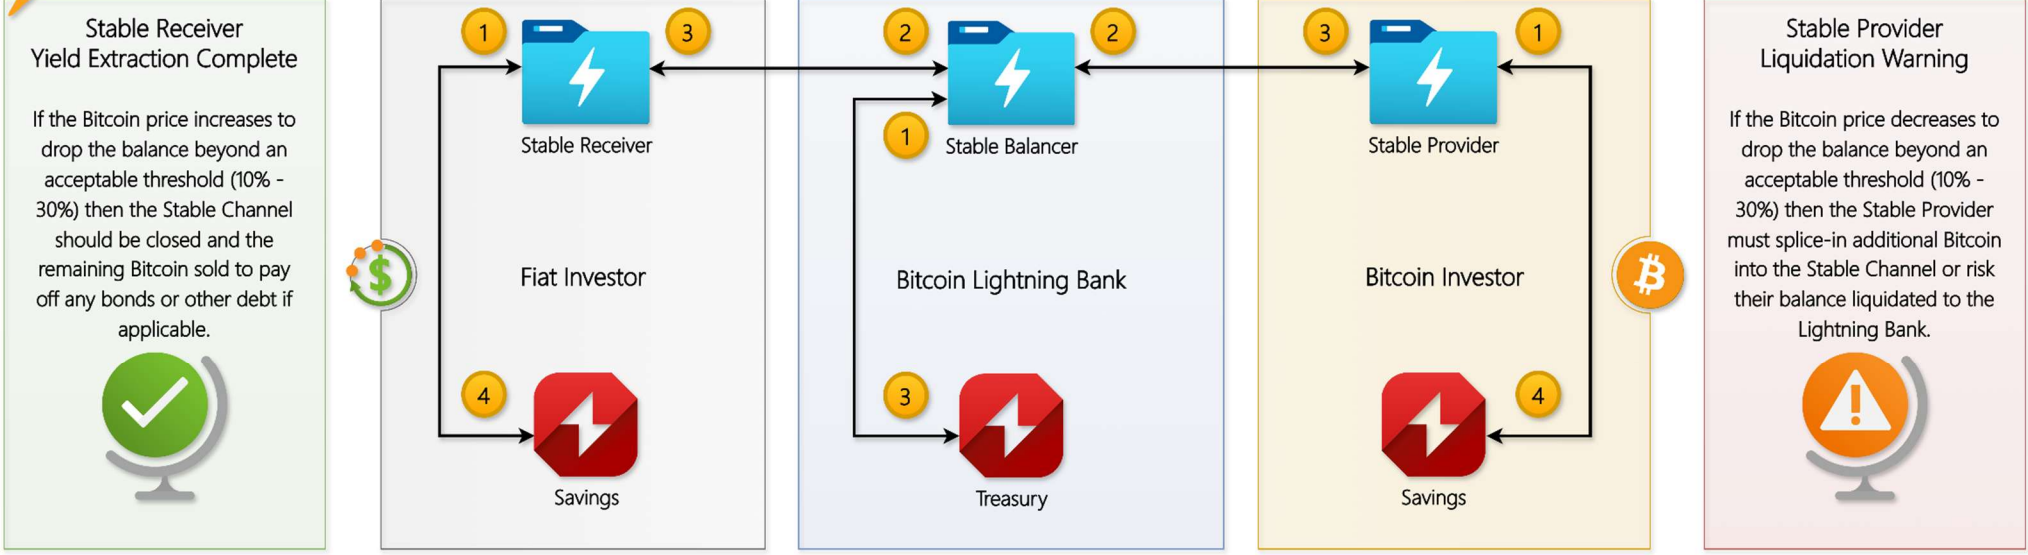 Stable Receiver
Yield Extraction Complete
If the Bitcoin price increases to
drop the balance beyond an
acceptable threshold (10% -
30%) then the Stable Channel
should be closed and the
remaining Bitcoin sold to pay
off any bonds or other debt if
applicable.
1
3
Stable Receiver
$
Fiat Investor
4
Savings
2
2
1
Stable Balancer
Bitcoin Lightning Bank
3
Treasury
3
1
Stable Provider
Bitcoin Investor
₿
4
Savings
Stable Provider
Liquidation Warning
If the Bitcoin price decreases to
drop the balance beyond an
acceptable threshold (10% -
30%) then the Stable Provider
must splice-in additional Bitcoin
into the Stable Channel or risk
their balance liquidated to the
Lightning Bank.